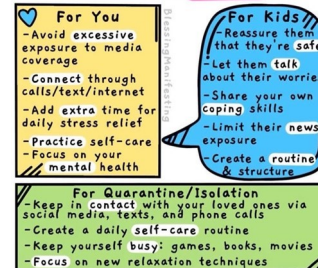 For You
-Avoid excessive
exposure to media
coverage
-Connect through
calls/text/internet
-Add extra time for
daily stress relief
-Practice self-care
-Focus on your
mental health
BlessingManifesting
For Kids
-Reassure them
that they're safe
-Let them talk
about their worries
-Share your own
coping skills
-Limit their news
exposure
-Create a routine
& structure
For Quarantine/Isolation
-Keep in contact with your loved ones via
social media, texts, and phone calls
-Create a daily self-care routine
-Keep yourself busy: games, books, movies
-Focus on new relaxation techniques